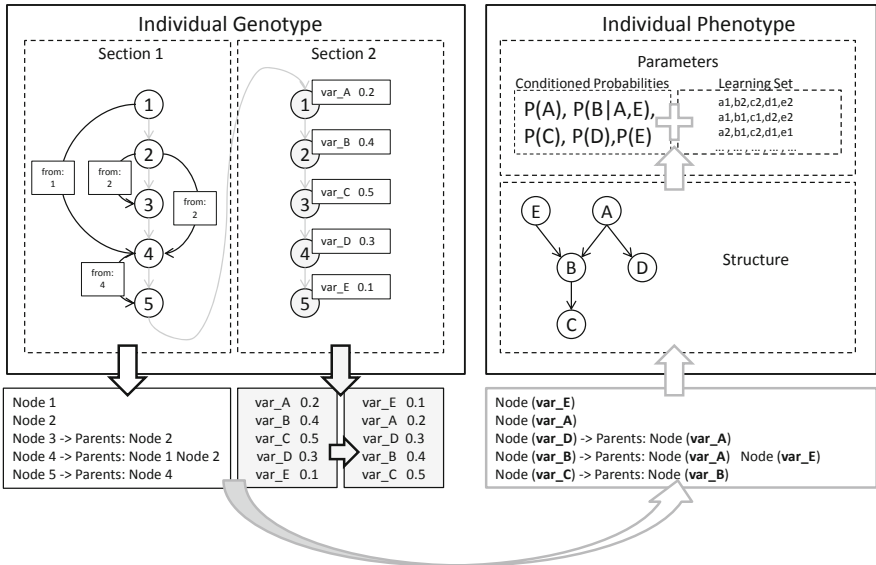 Individual Genotype
Section 1
1
2
3
4
5
from:
1
from:
2
from:
2
from:
4
Section 2
1
var_A 0.2
2
var_B 0.4
3
var_C 0.5
4
var_D 0.3
5
var_E 0.1
Individual Phenotype
Parameters
Conditioned Probabilities
P(A), P(B|A,E),
P(C), P(D),P(E)
Learning Set
a1,b2,c2,d1,e2
a1,b1,c1,d2,e2
a2,b1,c2,d1,e1
... , ... , ... , ... , ...
E
A
B
D
C
Structure
Node 1
Node 2
Node 3 -> Parents: Node 2
Node 4 -> Parents: Node 1 Node 2
Node 5 -> Parents: Node 4
var_A 0.2
var_B 0.4
var_C 0.5
var_D 0.3
var_E 0.1
var_E 0.1
var_A 0.2
var_D 0.3
var_B 0.4
var_C 0.5
Node (var_E)
Node (var_A)
Node (var_D) -> Parents: Node (var_A)
Node (var_B) -> Parents: Node (var_A) Node (var_E)
Node (var_C) -> Parents: Node (var_B)